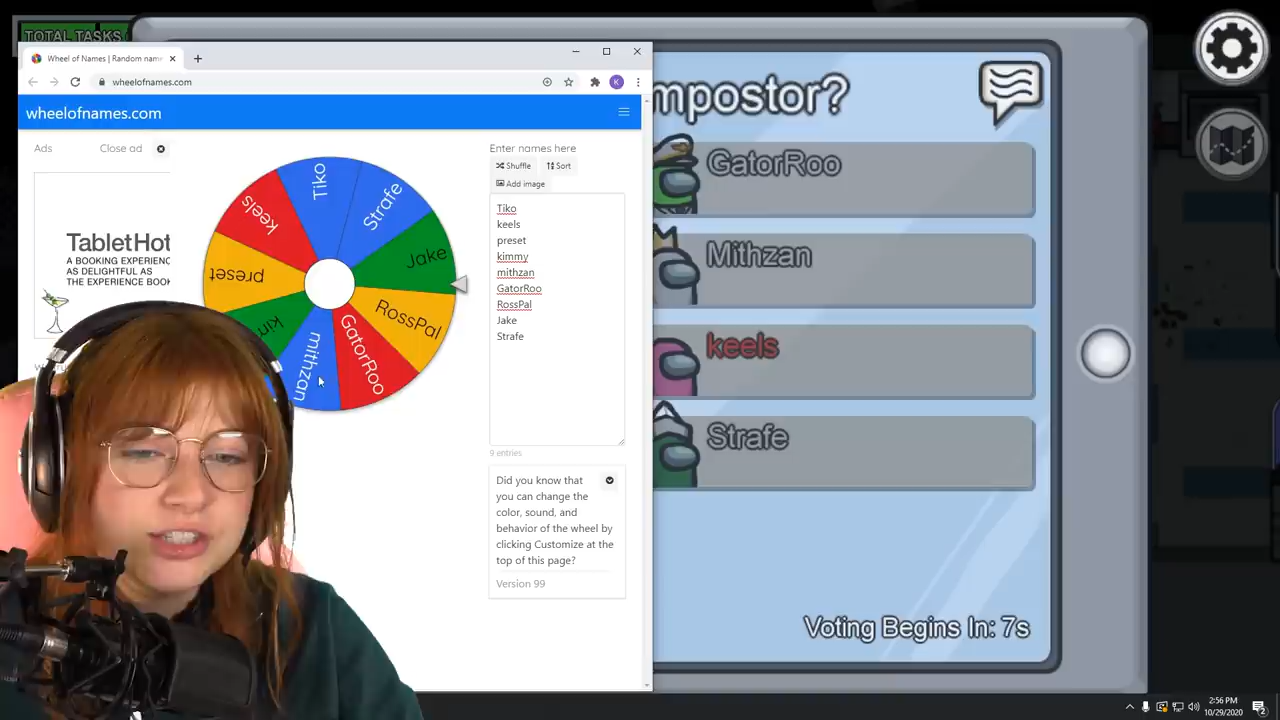 TOTAL TASKS
Wheel of Names | Random nam
wheelofnames.com
K
wheelofnames.com
Ads
Close ad
Enter names here
Shuffle
Sort
Add image
TabletHot
A BOOKING EXPERIENC
AS DELIGHTFUL AS
THE EXPERIENCE BOOK
Tiko
Strafe
Jake
RossPal
GatorRoo
mithzan
kim
preset
keels
Tiko
keels
preset
kimmy
mithzan
GatorRoo
RossPal
Jake
Strafe
9 entries
Did you know that
you can change the
color, sound, and
behavior of the wheel by
clicking Customize at the
top of this page?
Version 99
mpostor?
GatorRoo
Mithzan
keels
Strafe
Voting Begins In: 7s
2:56 PM
10/29/2020
2